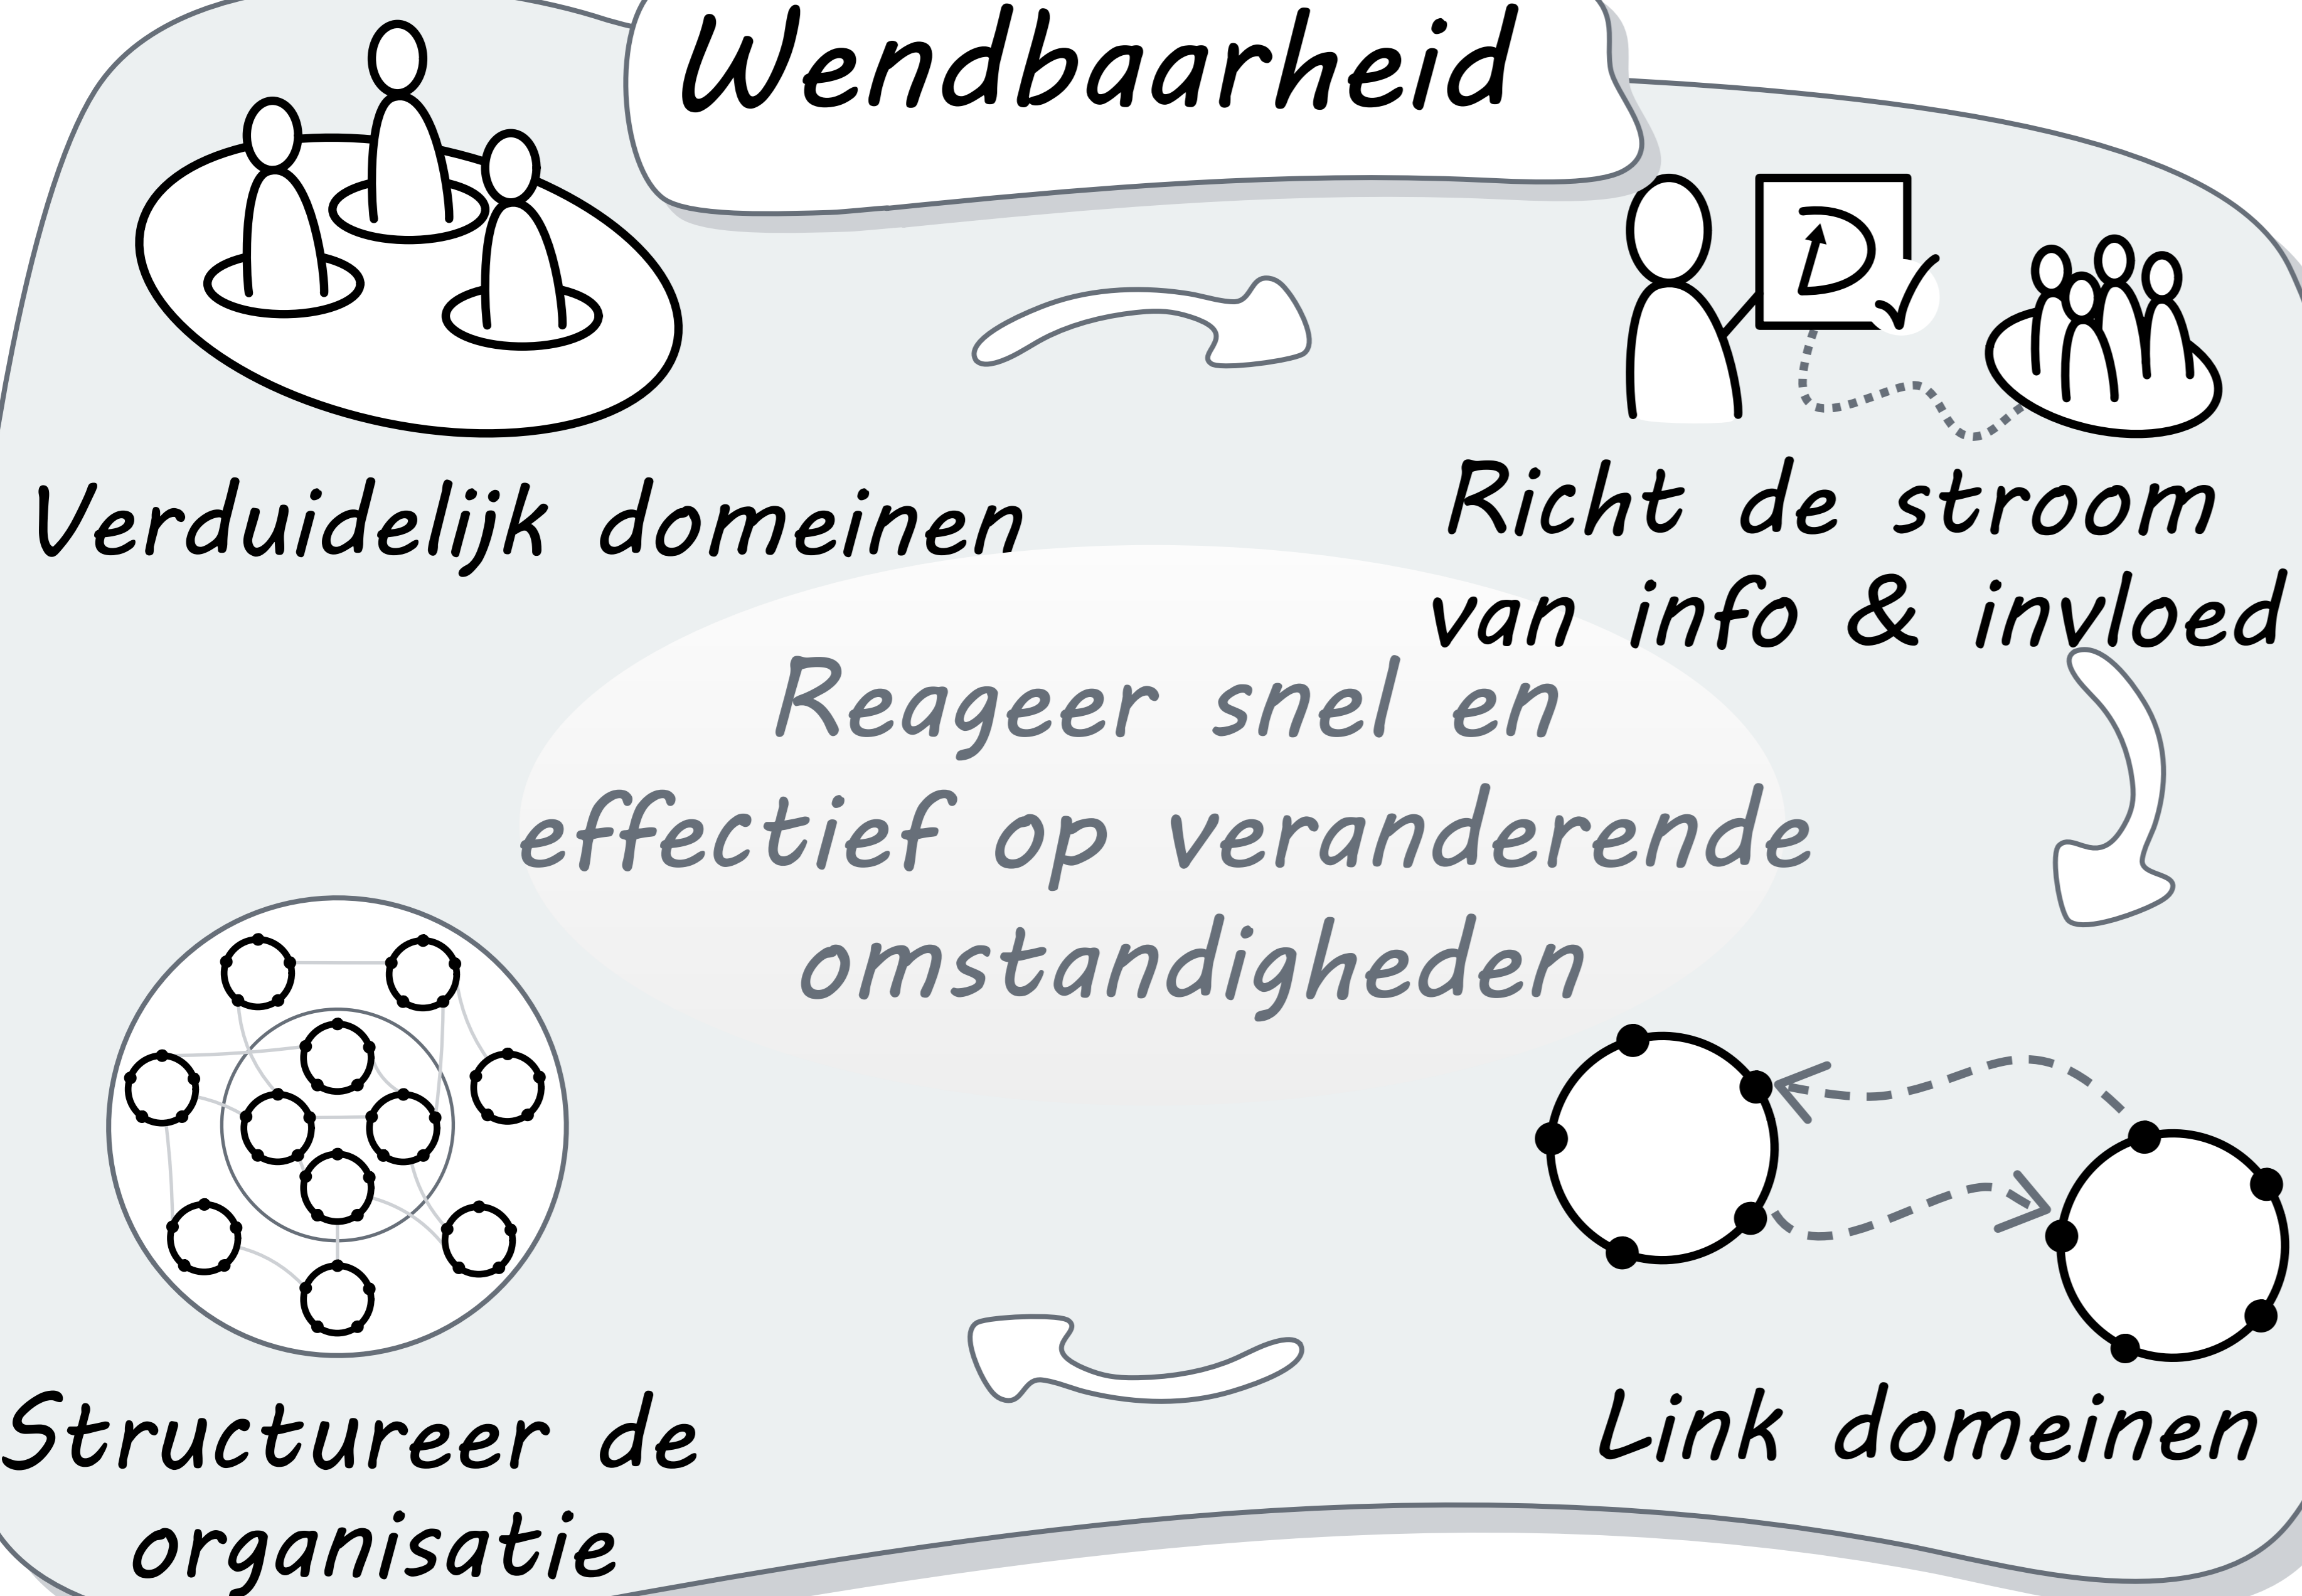 Wendbaarheid
Verduidelijk domeinen
Richt de stroom
van info & invloed
Reageer snel en
effectief op veranderende
omstandigheden
Link domeinen
Structureer de
organisatie